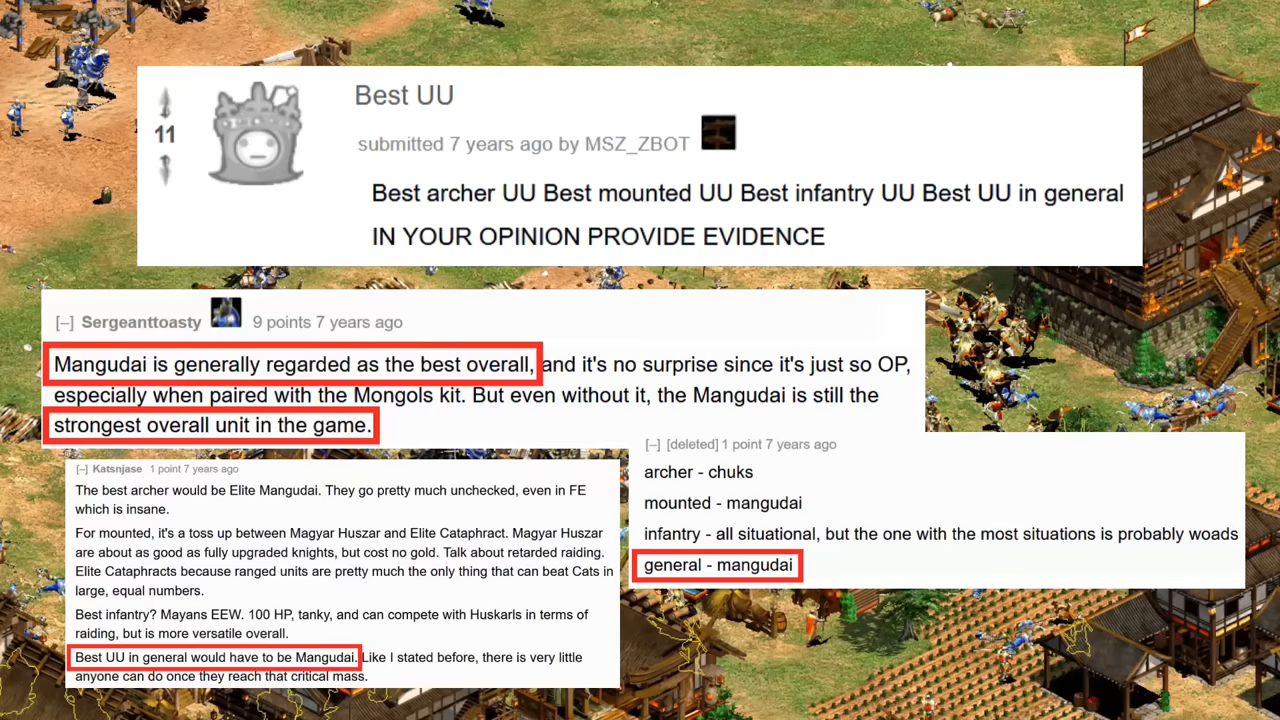 Best UU
11
submitted 7 years ago by MSZ_ZBOT
Best archer UU Best mounted UU Best infantry UU Best UU in general
IN YOUR OPINION PROVIDE EVIDENCE
[–] Sergeanttoasty 9 points 7 years ago
Mangudai is generally regarded as the best overall, and it's no surprise since it's just so OP,
especially when paired with the Mongols kit. But even without it, the Mangudai is still the
strongest overall unit in the game.
[–] Katsnjase 1 point 7 years ago
The best archer would be Elite Mangudai. They go pretty much unchecked, even in FE
which is insane.
For mounted, it's a toss up between Magyar Huszar and Elite Cataphract. Magyar Huszar
are about as good as fully upgraded knights, but cost no gold. Talk about retarded raiding.
Elite Cataphracts because ranged units are pretty much the only thing that can beat Cats in
large, equal numbers.
Best infantry? Mayans EEW. 100 HP, tanky, and can compete with Huskarls in terms of
raiding, but is more versatile overall.
Best UU in general would have to be Mangudai. Like I stated before, there is very little
anyone can do once they reach that critical mass.
[–] [deleted] 1 point 7 years ago
archer - chuks
mounted - mangudai
infantry - all situational, but the one with the most situations is probably woads
general - mangudai